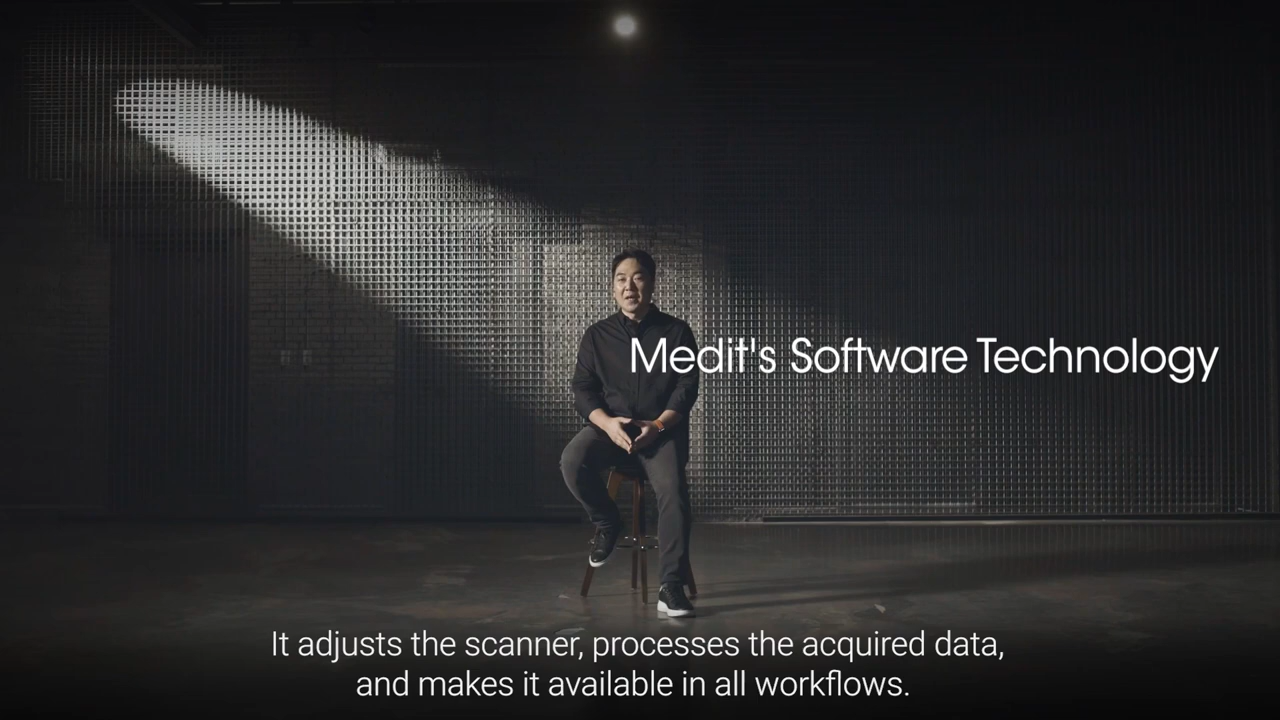 Medit's Software Technology
It adjusts the scanner, processes the acquired data,
and makes it available in all workflows.